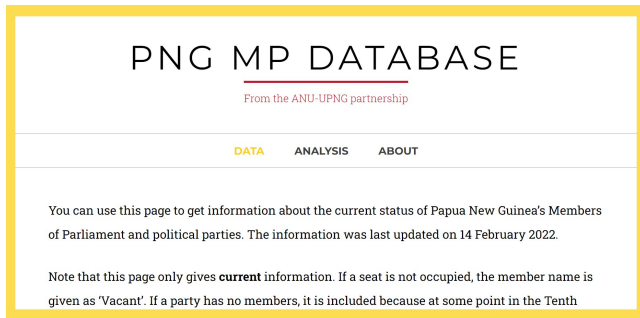 PNG MP DATABASE
From the ANU-UPNG partnership
DATA ANALYSIS ABOUT
You can use this page to get information about the current status of Papua New Guinea's Members
of Parliament and political parties. The information was last updated on 14 February 2022.
Note that this page only gives current information. If a seat is not occupied, the member name is
given as ‘Vacant’. If a party has no members, it is included because at some point in the Tenth